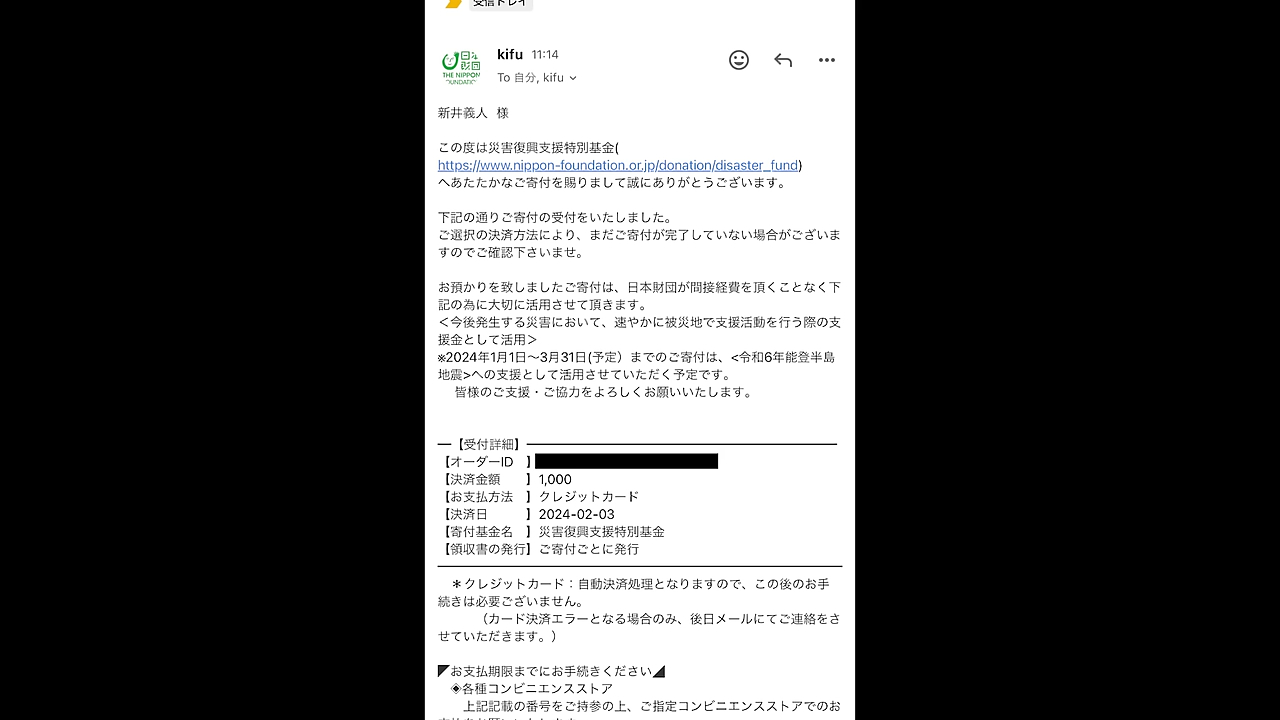 受信トレイ
kifu 11:14
日本財団
THE NIPPON
FOUNDATION
To 自分, kifu
新井義人 様
この度は災害復興支援特別基金(
https://www.nippon-foundation.or.jp/donation/disaster_fund)
へあたたかなご寄付を賜りまして誠にありがとうございます。
下記の通りご寄付の受付をいたしました。
ご選択の決済方法により、まだご寄付が完了していない場合がございま
すのでご確認下さいませ。
お預かりを致しましたご寄付は、日本財団が間接経費を頂くことなく下
記の為に大切に活用させて頂きます。
＜今後発生する災害において、速やかに被災地で支援活動を行う際の支
援金として活用＞
※2024年1月1日～3月31日(予定）までのご寄付は、<令和6年能登半島
地震>への支援として活用させていただく予定です。
皆様のご支援・ご協力をよろしくお願いいたします。
―【受付詳細】―――――――――――――――――――
【オーダーID 】
【決済金額 】1,000
【お支払方法 】クレジットカード
【決済日 】2024-02-03
【寄付基金名 】災害復興支援特別基金
【領収書の発行】ご寄付ごとに発行
＊クレジットカード：自動決済処理となりますので、この後のお手
続きは必要ございません。
（カード決済エラーとなる場合のみ、後日メールにてご連絡をさ
せていただきます。）
◤お支払期限までにお手続きください◢
◈各種コンビニエンスストア
上記記載の番号をご持参の上、ご指定コンビニエンスストアでのお